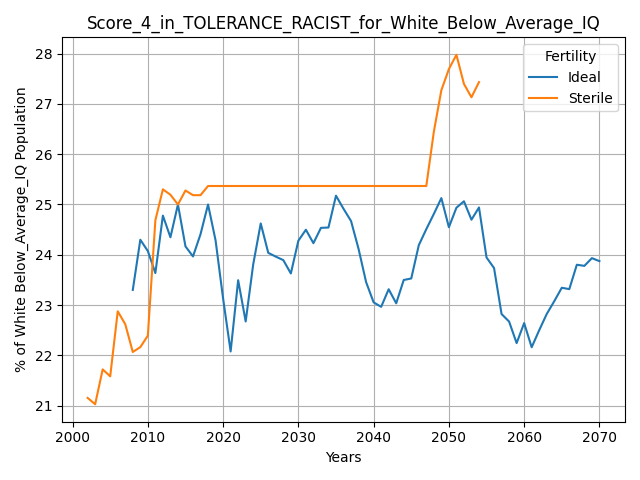 Score_4_in_TOLERANCE_RACIST_for_White_Below_Average_IQ
% of White Below_Average_IQ Population
28
27
26
25
24
23
22
21
Fertility
Ideal
Sterile
2000 2010 2020 2030 2040 2050 2060 2070
Years